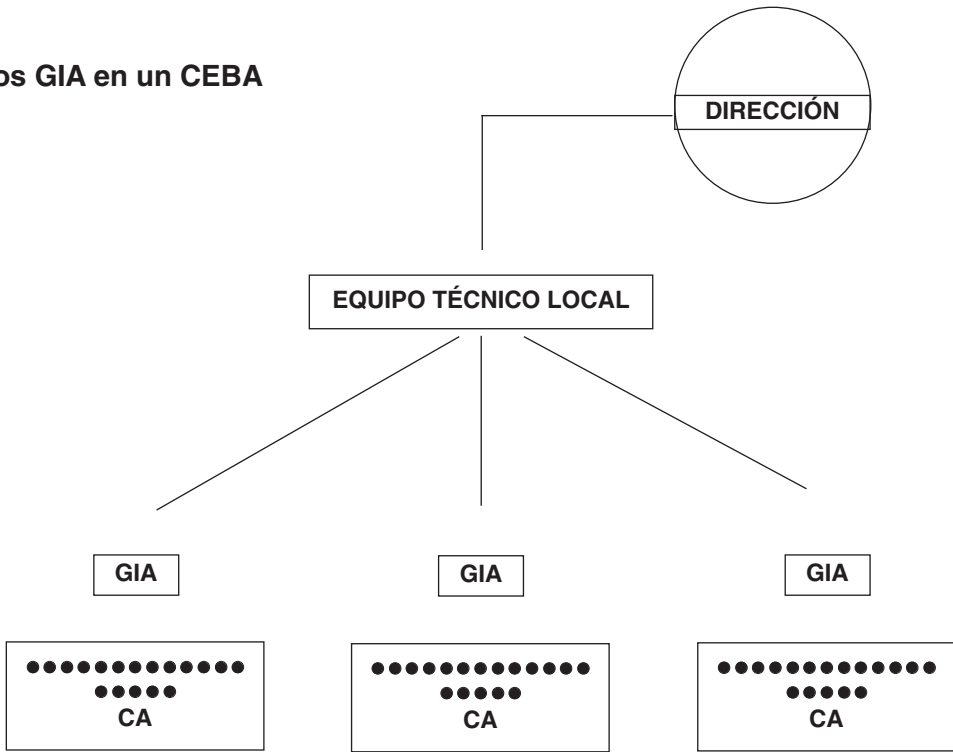 os GIA en un CEBA
DIRECCIÓN
EQUIPO TÉCNICO LOCAL
GIA
GIA
GIA
CA
CA
CA